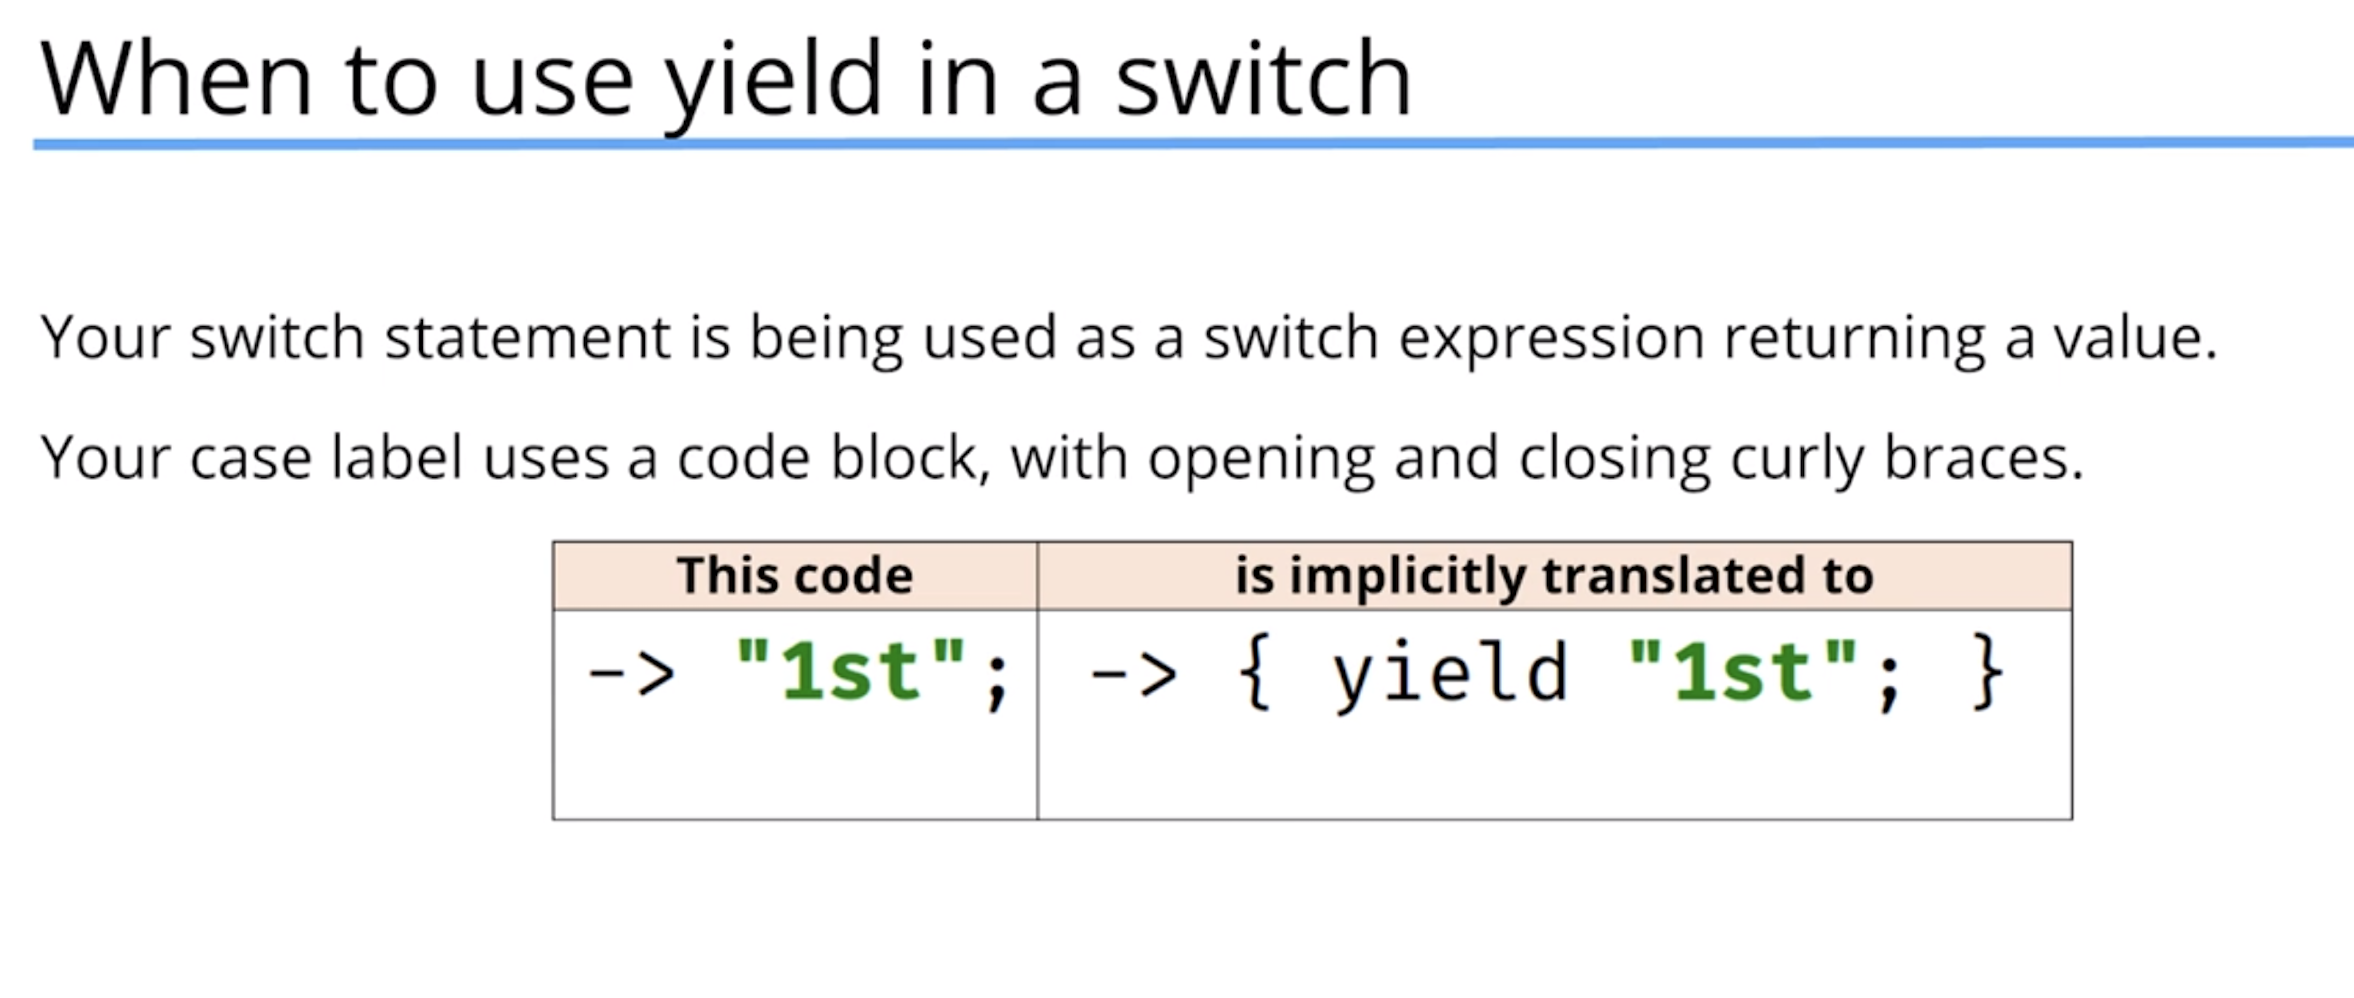 When to use yield in a switch
Your switch statement is being used as a switch expression returning a value.
Your case label uses a code block, with opening and closing curly braces.
This code is implicitly translated to
-> "1st"; -> { yield "1st"; }